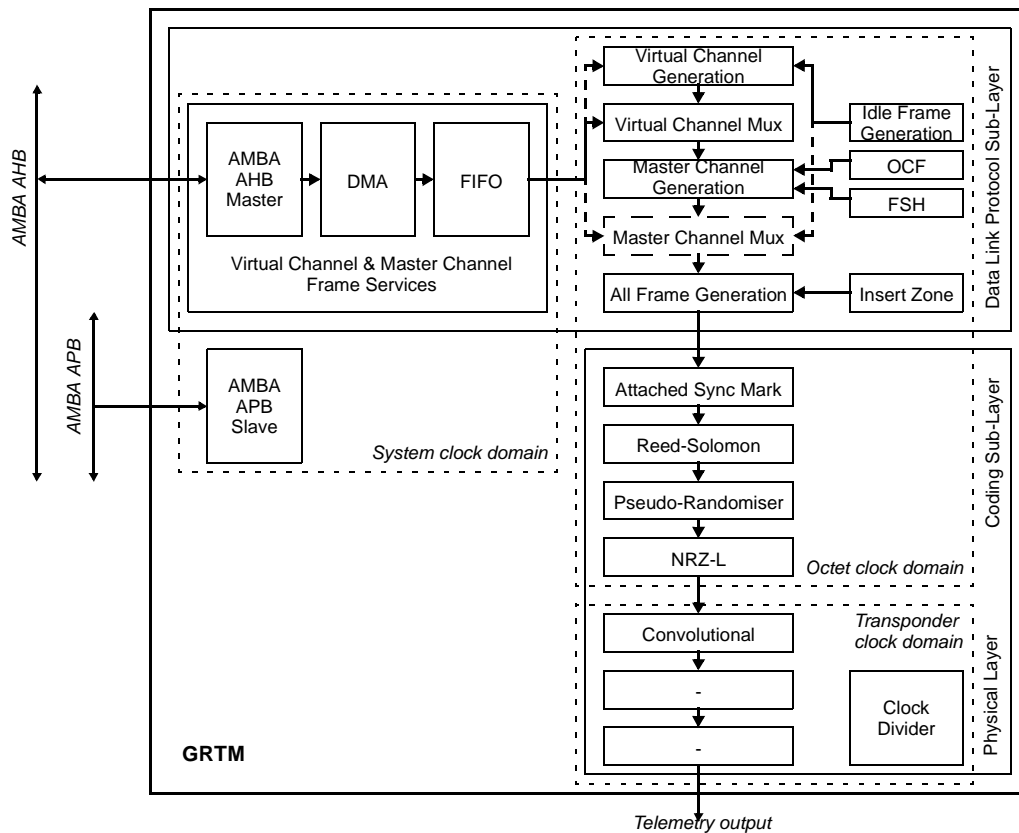 Virtual Channel
Generation
Virtual Channel Mux
Idle Frame
Generation
Master Channel
Generation
OCF
FSH
Master Channel Mux
All Frame Generation
Insert Zone
Data Link Protocol Sub-Layer
AMBA AHB
AMBA
AHB
Master
DMA
FIFO
Virtual Channel & Master Channel
Frame Services
AMBA APB
AMBA
APB
Slave
System clock domain
Attached Sync Mark
Reed-Solomon
Pseudo-Randomiser
NRZ-L
Octet clock domain
Coding Sub-Layer
Convolutional
Transponder
clock domain
-
-
Clock
Divider
Physical Layer
GRTM
Telemetry output